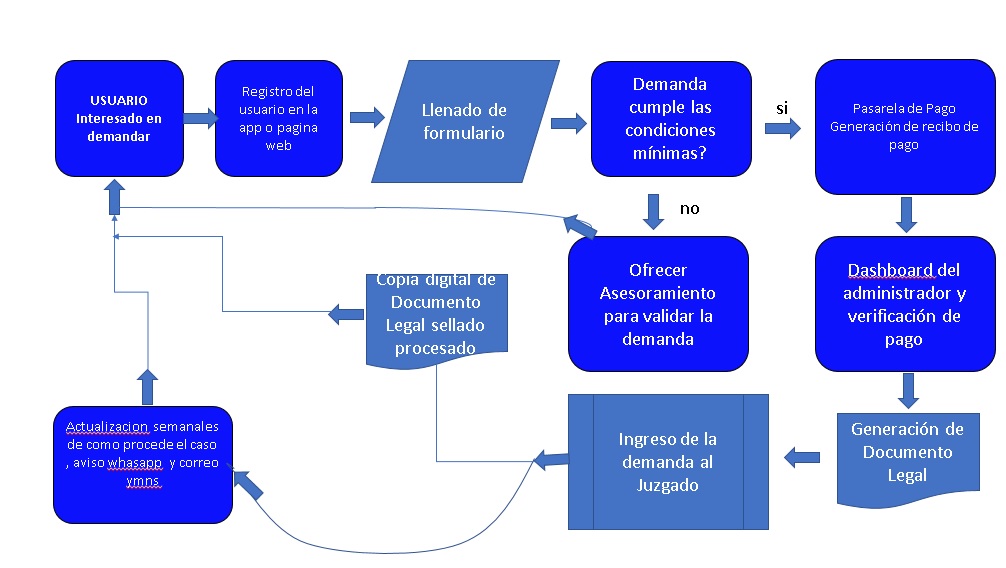 USUARIO
Interesado en
demandar
Registro del
usuario en la
app o pagina
web
Llenado de
formulario
Demanda
cumple las
condiciones
mínimas?
si
Pasarela de Pago
Generación de recibo de
pago
no
Ofrecer
Asesoramiento
para validar la
demanda
Dashboard del
administrador y
verificación de
pago
Copia digital de
Documento
Legal sellado
procesado
Actualizacion semanales
de como procede el caso
, aviso whasapp y correo
ymns
Ingreso de la
demanda al
Juzgado
Generación de
Documento
Legal